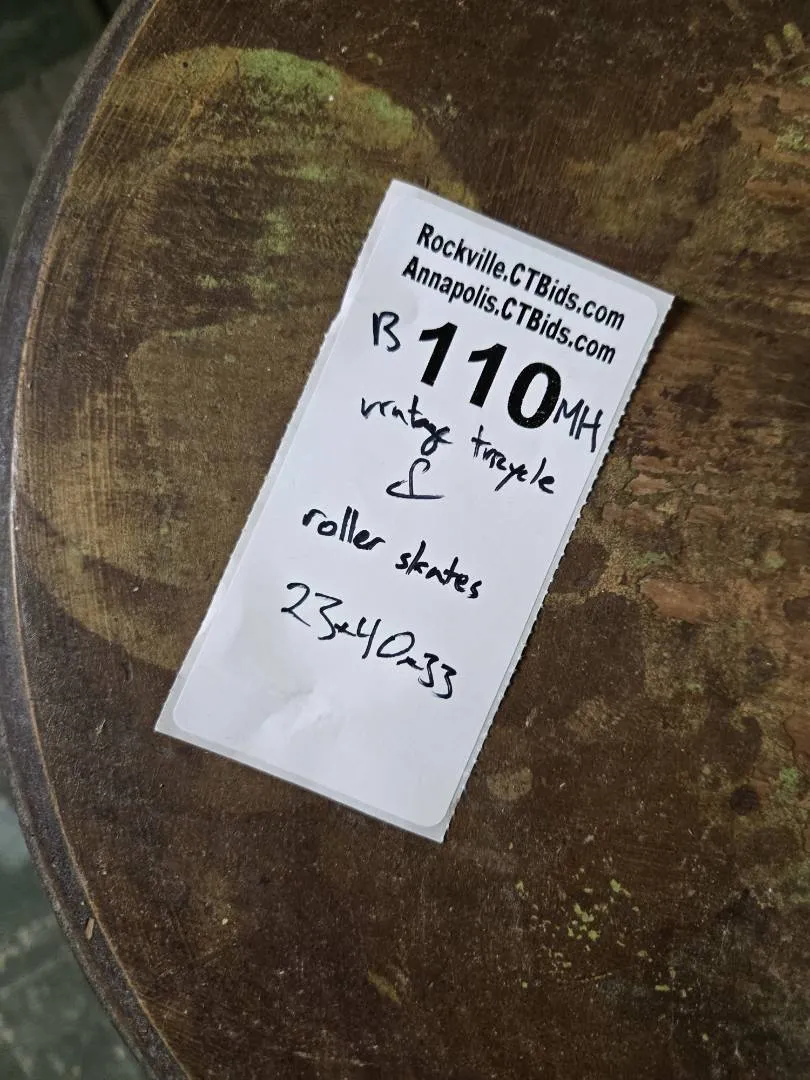 Rockville.CTBids.com
Annapolis.CTBids.com
B 110 MH
vintage tricycle
&
roller skates
23x40x33